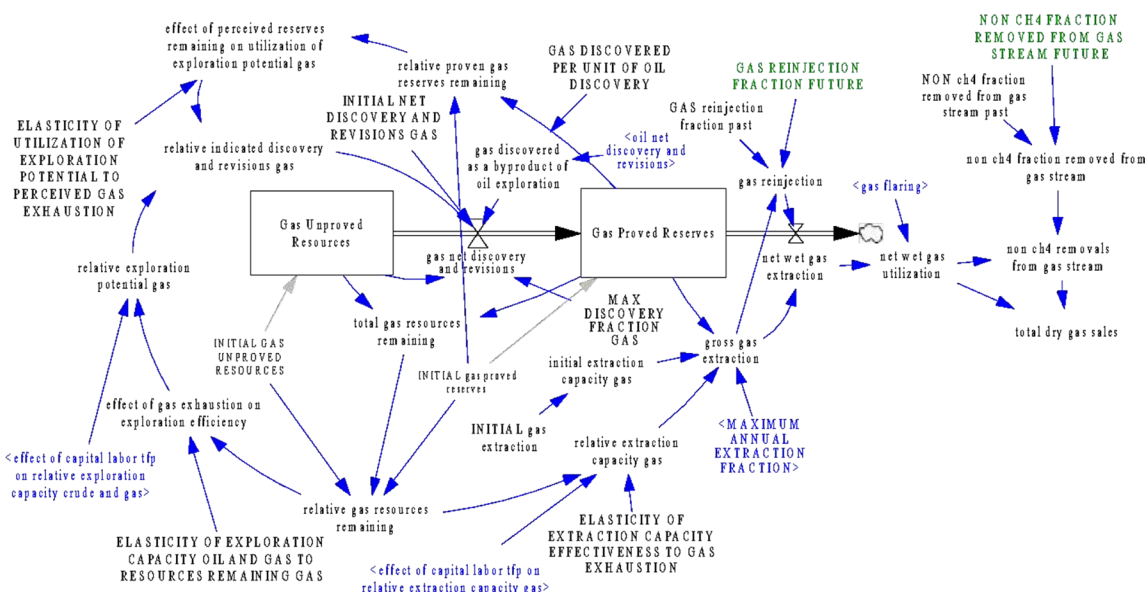 effect of perceived reserves
remaining on utilization of
exploration potential gas
relative proven gas
reserves remaining
GAS DISCOVERED
PER UNIT OF OIL
DISCOVERY
GAS REINJECTION
FRACTION FUTURE
NON CH4 FRACTION
REMOVED FROM GAS
STREAM FUTURE
NON ch4 fraction
removed from gas
stream past
INITIAL NET
DISCOVERY AND
REVISIONS GAS
GAS reinjection
fraction past
ELASTICITY OF
UTILIZATION OF
EXPLORATION
POTENTIAL TO
PERCEIVED GAS
EXHAUSTION
relative indicated discovery
and revisions gas
gas discovered
as a byproduct of
oil exploration
<oil net
discovery and
revisions>
non ch4 fraction removed from
gas stream
gas reinjection
<gas flaring>
Gas Unproved
Resources
Gas Proved Reserves
gas net discovery
and revisions
net wet gas
extraction
net wet gas
utilization
non ch4 removals
from gas stream
relative exploration
potential gas
total gas resources
remaining
MAX
DISCOVERY
FRACTION
GAS
total dry gas sales
INITIAL GAS
UNPROVED
RESOURCES
INITIAL gas proved
reserves
initial extraction
capacity gas
gross gas
extraction
effect of gas exhaustion on
exploration efficiency
INITIAL gas
extraction
relative extraction
capacity gas
<MAXIMUM
ANNUAL
EXTRACTION
FRACTION>
<effect of capital labor tfp
on relative exploration
capacity crude and gas>
relative gas resources
remaining
ELASTICITY OF EXPLORATION
CAPACITY OIL AND GAS TO
RESOURCES REMAINING GAS
ELASTICITY OF
EXTRACTION CAPACITY
EFFECTIVENESS TO GAS
EXHAUSTION
<effect of capital labor tfp on
relative extraction capacity gas>